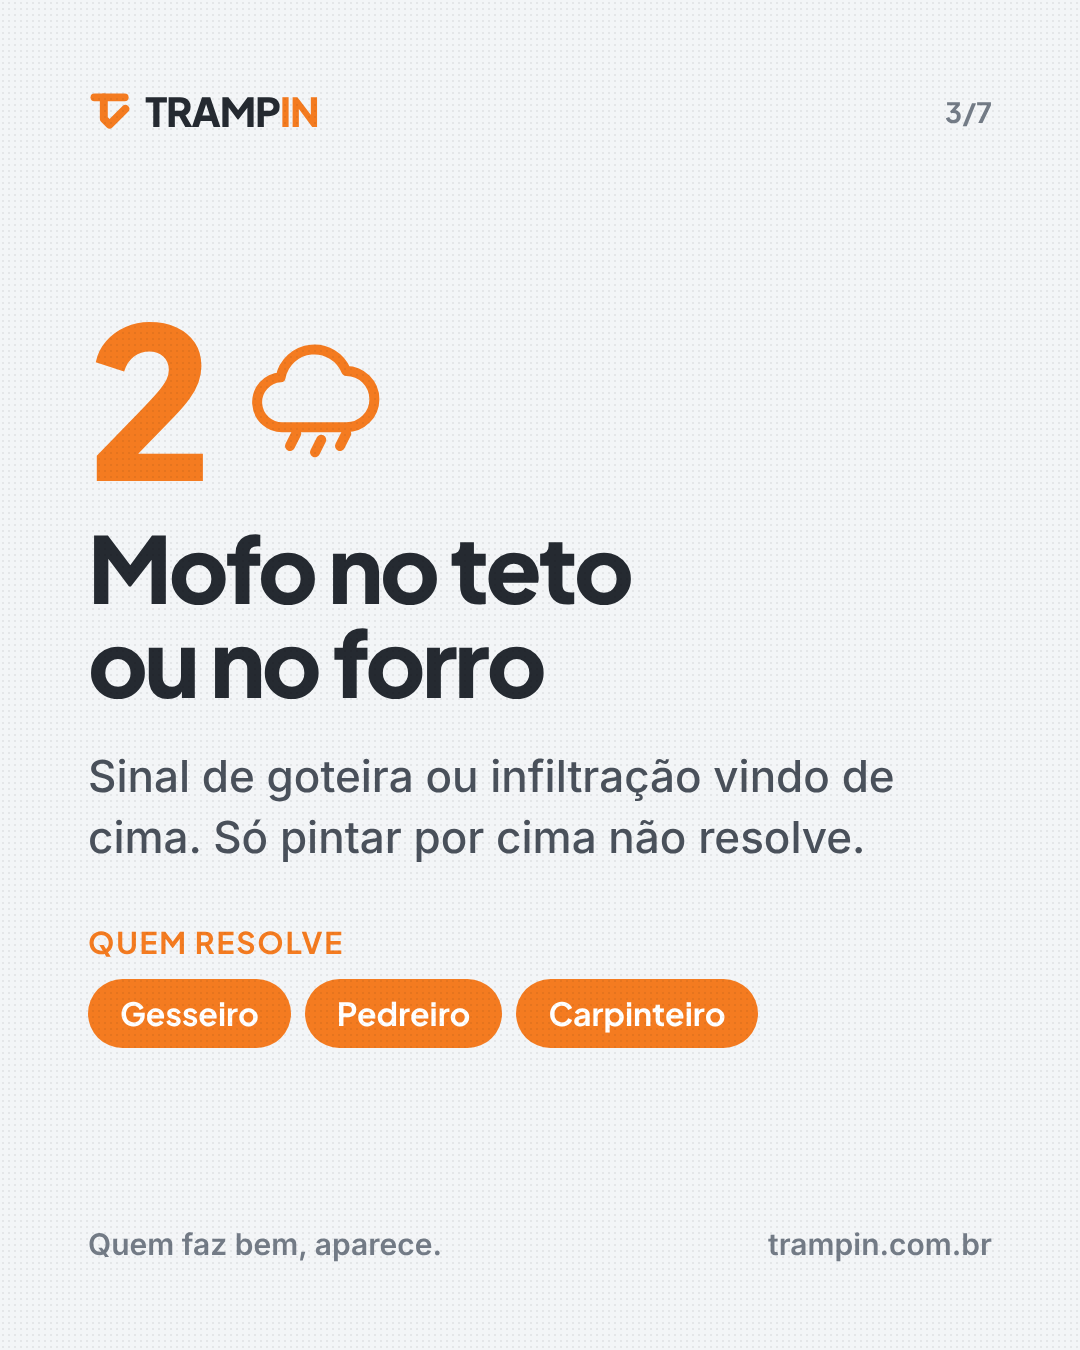 TRAMPIN
3/7
2
Mofo no teto
ou no forro
Sinal de goteira ou infiltração vindo de
cima. Só pintar por cima não resolve.
QUEM RESOLVE
Gesseiro Pedreiro Carpinteiro
Quem faz bem, aparece.
trampin.com.br